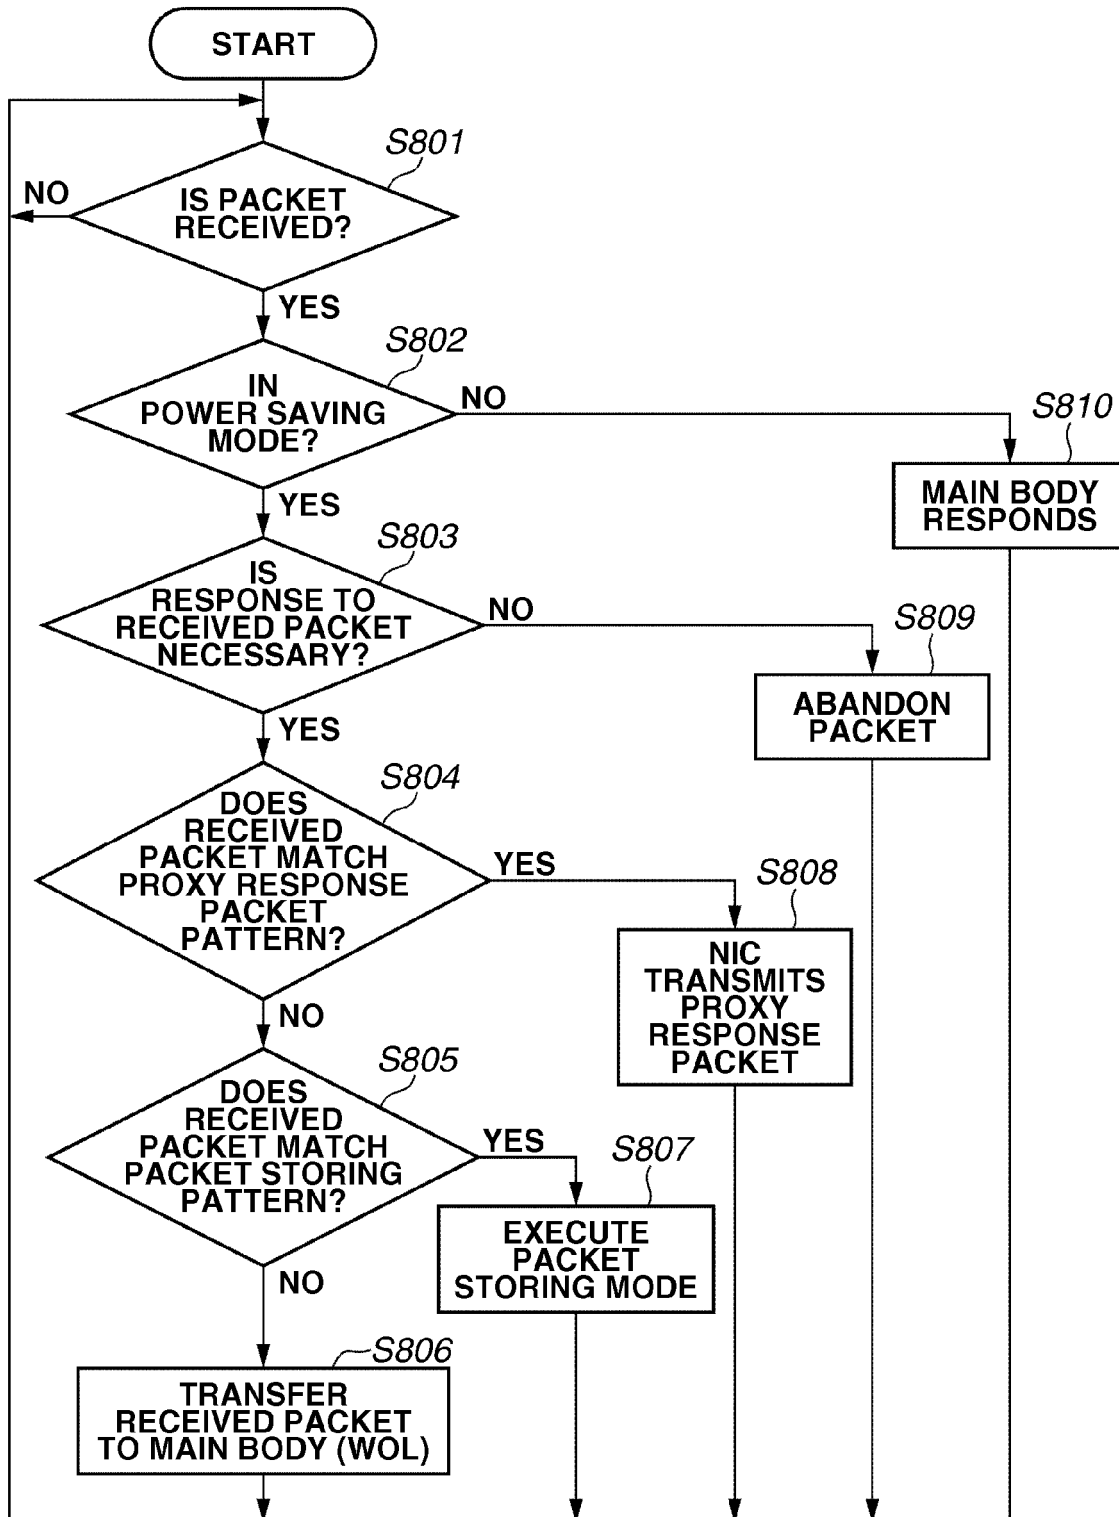 START
S801
IS PACKET
RECEIVED?
NO
YES
S802
IN
POWER SAVING
MODE?
NO
YES
S810
MAIN BODY
RESPONDS
S803
IS
RESPONSE TO
RECEIVED PACKET
NECESSARY?
NO
YES
S809
ABANDON
PACKET
S804
DOES
RECEIVED
PACKET MATCH
PROXY RESPONSE
PACKET
PATTERN?
YES
NO
S808
NIC
TRANSMITS
PROXY
RESPONSE
PACKET
S805
DOES
RECEIVED
PACKET MATCH
PACKET STORING
PATTERN?
YES
NO
S807
EXECUTE
PACKET
STORING MODE
S806
TRANSFER
RECEIVED PACKET
TO MAIN BODY (WOL)